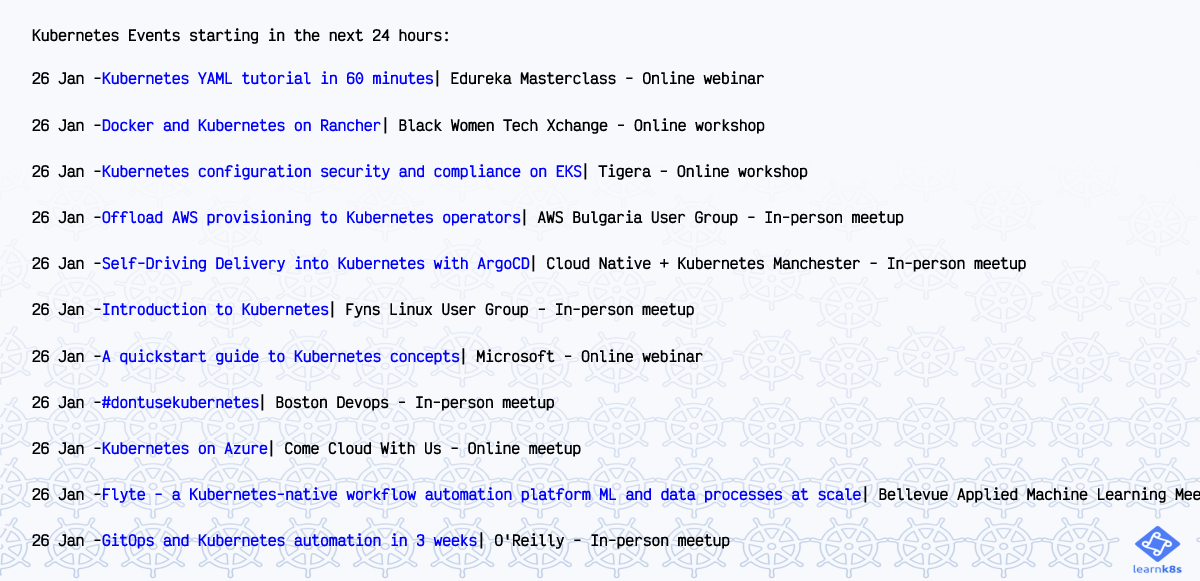 Kubernetes Events starting in the next 24 hours:
26 Jan -Kubernetes YAML tutorial in 60 minutes| Edureka Masterclass - Online webinar
26 Jan -Docker and Kubernetes on Rancher| Black Women Tech Xchange - Online workshop
26 Jan -Kubernetes configuration security and compliance on EKS| Tigera - Online workshop
26 Jan -Offload AWS provisioning to Kubernetes operators| AWS Bulgaria User Group - In-person meetup
26 Jan -Self-Driving Delivery into Kubernetes with ArgoCD| Cloud Native + Kubernetes Manchester - In-person meetup
26 Jan -Introduction to Kubernetes| Fyns Linux User Group - In-person meetup
26 Jan -A quickstart guide to Kubernetes concepts| Microsoft - Online webinar
26 Jan -#dontusekubernetes| Boston Devops - In-person meetup
26 Jan -Kubernetes on Azure| Come Cloud With Us - Online meetup
26 Jan -Flyte - a Kubernetes-native workflow automation platform ML and data processes at scale| Bellevue Applied Machine Learning Mee
26 Jan -GitOps and Kubernetes automation in 3 weeks| O'Reilly - In-person meetup
learnk8s